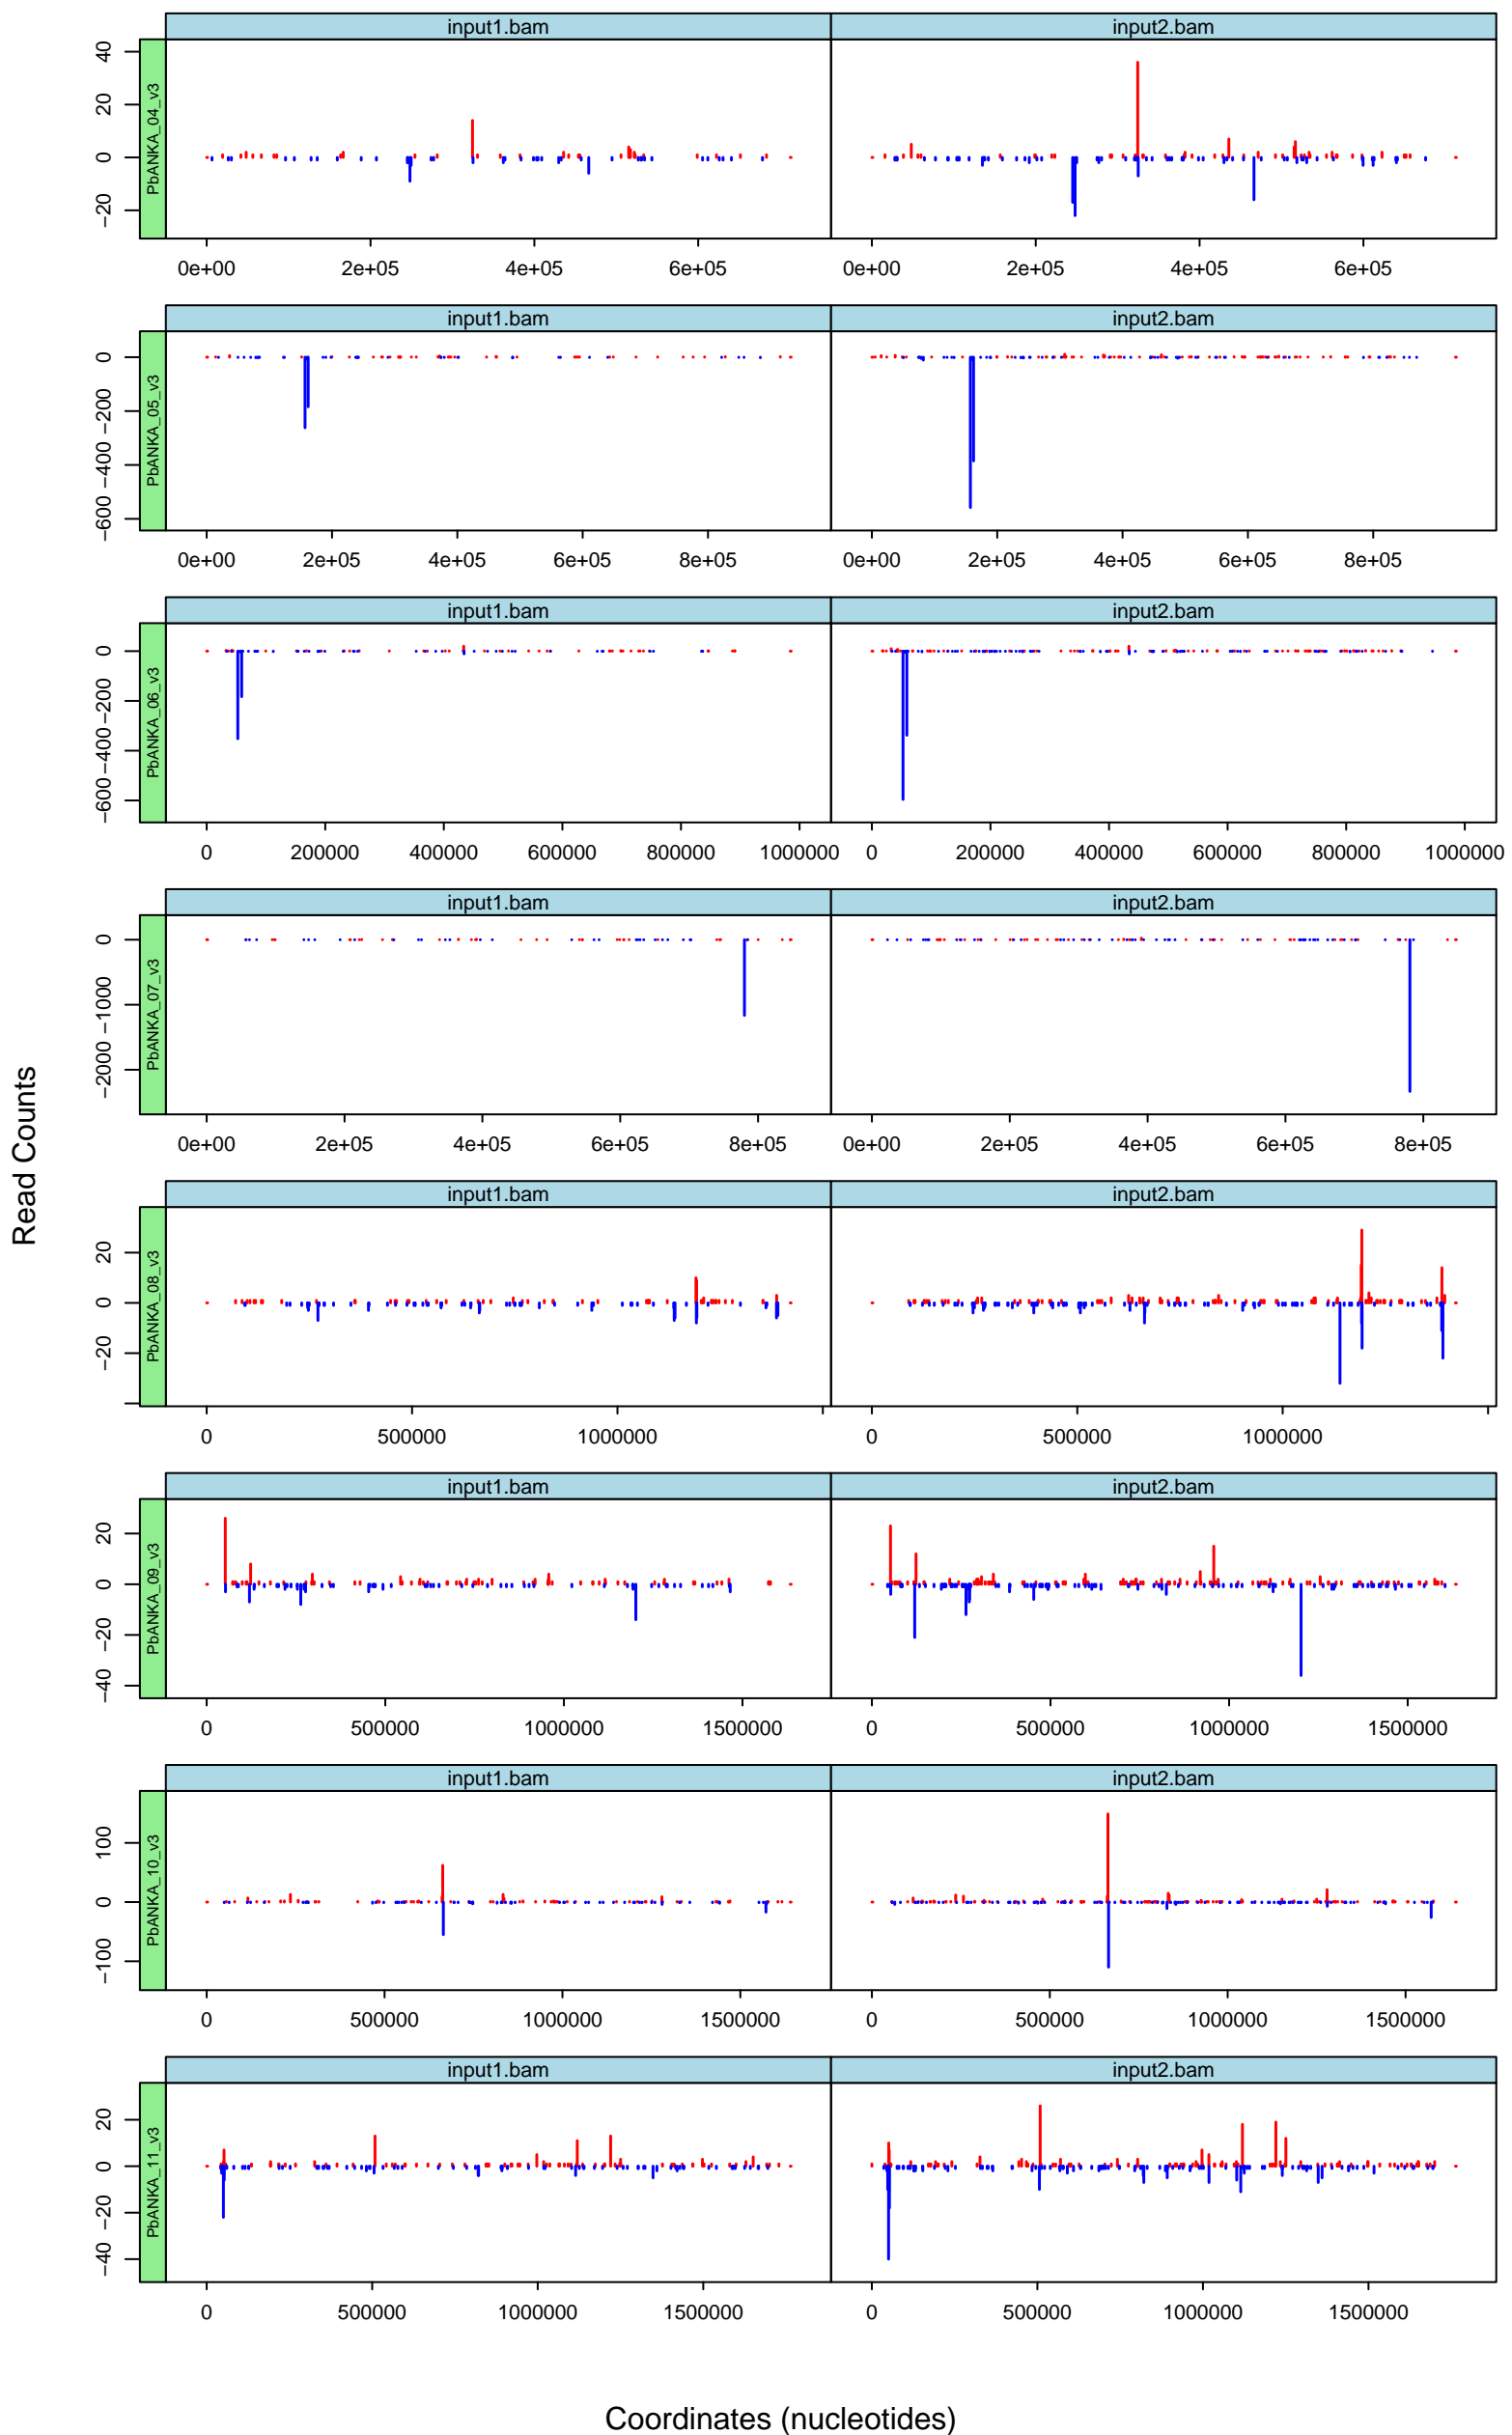 input1.bam input2.bam
PbANKA_04_v3
40
20
0
−20
0e+00 2e+05 4e+05 6e+05 0e+00 2e+05 4e+05 6e+05
input1.bam input2.bam
PbANKA_05_v3
0
−200
−400
−600
0e+00 2e+05 4e+05 6e+05 8e+05 0e+00 2e+05 4e+05 6e+05 8e+05
input1.bam input2.bam
PbANKA_06_v3
0
−200
−400
−600
0 200000 400000 600000 800000 1000000 0 200000 400000 600000 800000 1000000
input1.bam input2.bam
PbANKA_07_v3
0
−1000
−2000
0e+00 2e+05 4e+05 6e+05 8e+05 0e+00 2e+05 4e+05 6e+05 8e+05
Read Counts
input1.bam input2.bam
PbANKA_08_v3
20
0
−20
0 500000 1000000 0 500000 1000000
input1.bam input2.bam
PbANKA_09_v3
20
0
−20
−40
0 500000 1000000 1500000 0 500000 1000000 1500000
input1.bam input2.bam
PbANKA_10_v3
100
0
−100
0 500000 1000000 1500000 0 500000 1000000 1500000
input1.bam input2.bam
PbANKA_11_v3
20
0
−20
−40
0 500000 1000000 1500000 0 500000 1000000 1500000
Coordinates (nucleotides)